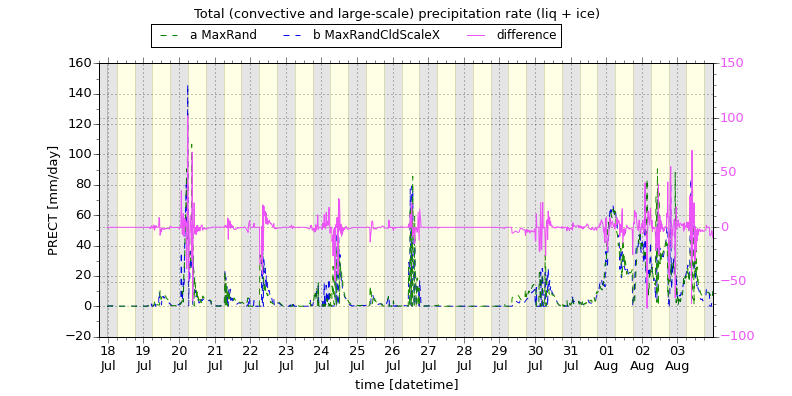 Total (convective and large-scale) precipitation rate (liq + ice)
a MaxRand b MaxRandCldScaleX difference
160 150
140
120 100
100
80 50
60
40 0
20
0 −50
−20 −100
PRECT [mm/day]
18 19 20 21 22 23 24 25 26 27 28 29 30 31 01 02 03
Jul Jul Jul Jul Jul Jul Jul Jul Jul Jul Jul Jul Jul Jul Aug Aug Aug
time [datetime]